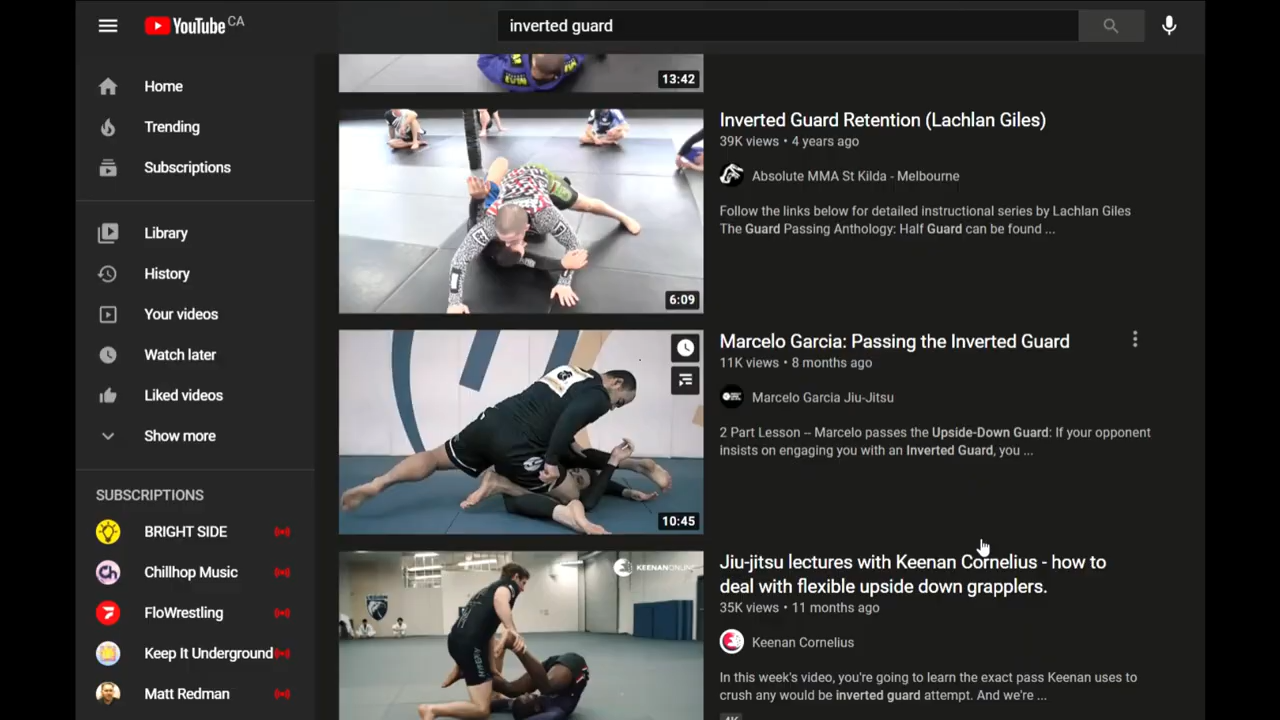 YouTube CA
inverted guard
Home
Trending
Subscriptions
Library
History
Your videos
Watch later
Liked videos
Show more
SUBSCRIPTIONS
BRIGHT SIDE
Chillhop Music
FloWrestling
Keep It Underground
Matt Redman
13:42
6:09
Inverted Guard Retention (Lachlan Giles)
39K views • 4 years ago
Absolute MMA St Kilda - Melbourne
Follow the links below for detailed instructional series by Lachlan Giles
The Guard Passing Anthology: Half Guard can be found ...
10:45
Marcelo Garcia: Passing the Inverted Guard
11K views • 8 months ago
Marcelo Garcia Jiu-Jitsu
2 Part Lesson -- Marcelo passes the Upside-Down Guard: If your opponent
insists on engaging you with an Inverted Guard, you ...
KEENANONLINE
LEGION
Jiu-jitsu lectures with Keenan Cornelius - how to
deal with flexible upside down grapplers.
35K views • 11 months ago
Keenan Cornelius
In this week's video, you're going to learn the exact pass Keenan uses to
crush any would be inverted guard attempt. And we're ...
4K